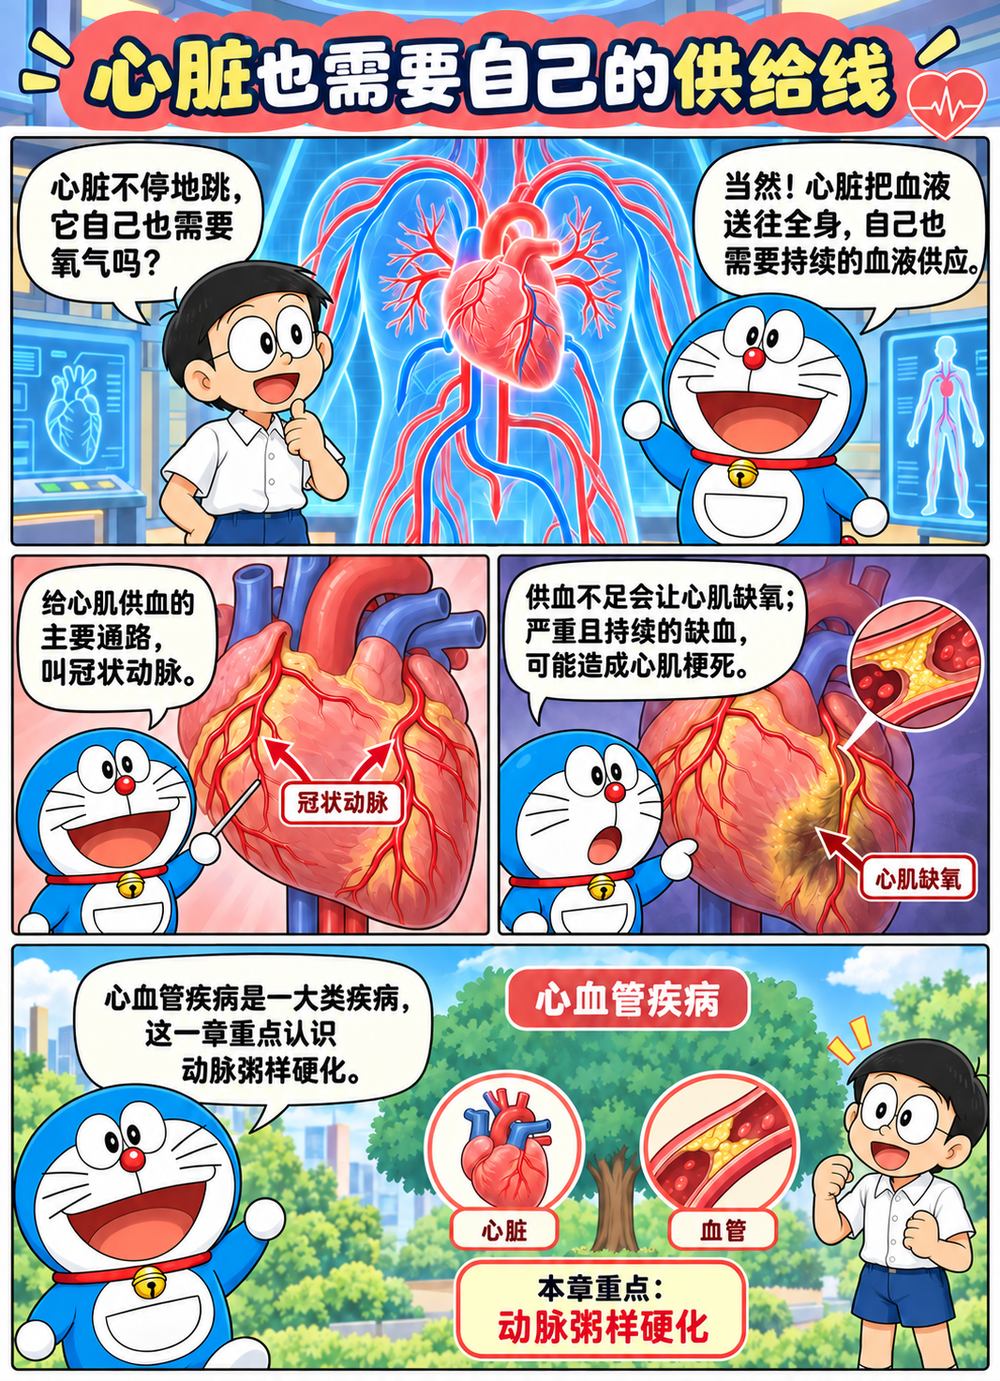 心脏也需要自己的供给线
心脏不停地跳，
它自己也需要
氧气吗？
当然！心脏把血液
送往全身，自己也
需要持续的血液供应。
给心肌供血的
主要通路，
叫冠状动脉。
冠状动脉
供血不足会让心肌缺氧；
严重且持续的缺血，
可能造成心肌梗死。
心肌缺氧
心血管疾病是一大类疾病，
这一章重点认识
动脉粥样硬化。
心血管疾病
心脏
血管
本章重点：
动脉粥样硬化